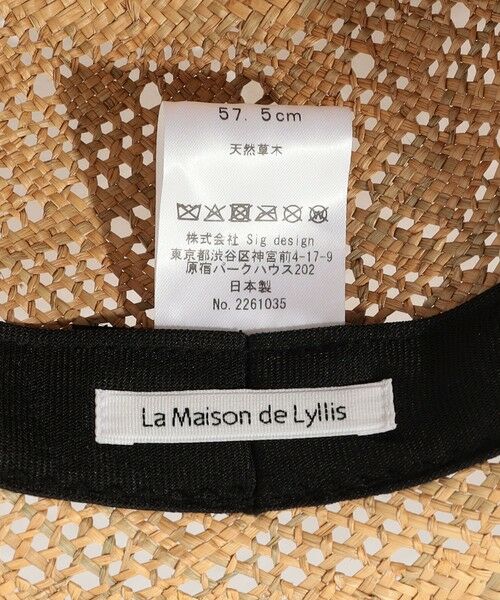 57.5cm
天然草木
株式会社 Sig design
東京都渋谷区神宮前4-17-9
原宿パークハウス202
日本製
No. 2261035
La Maison de Lyllis